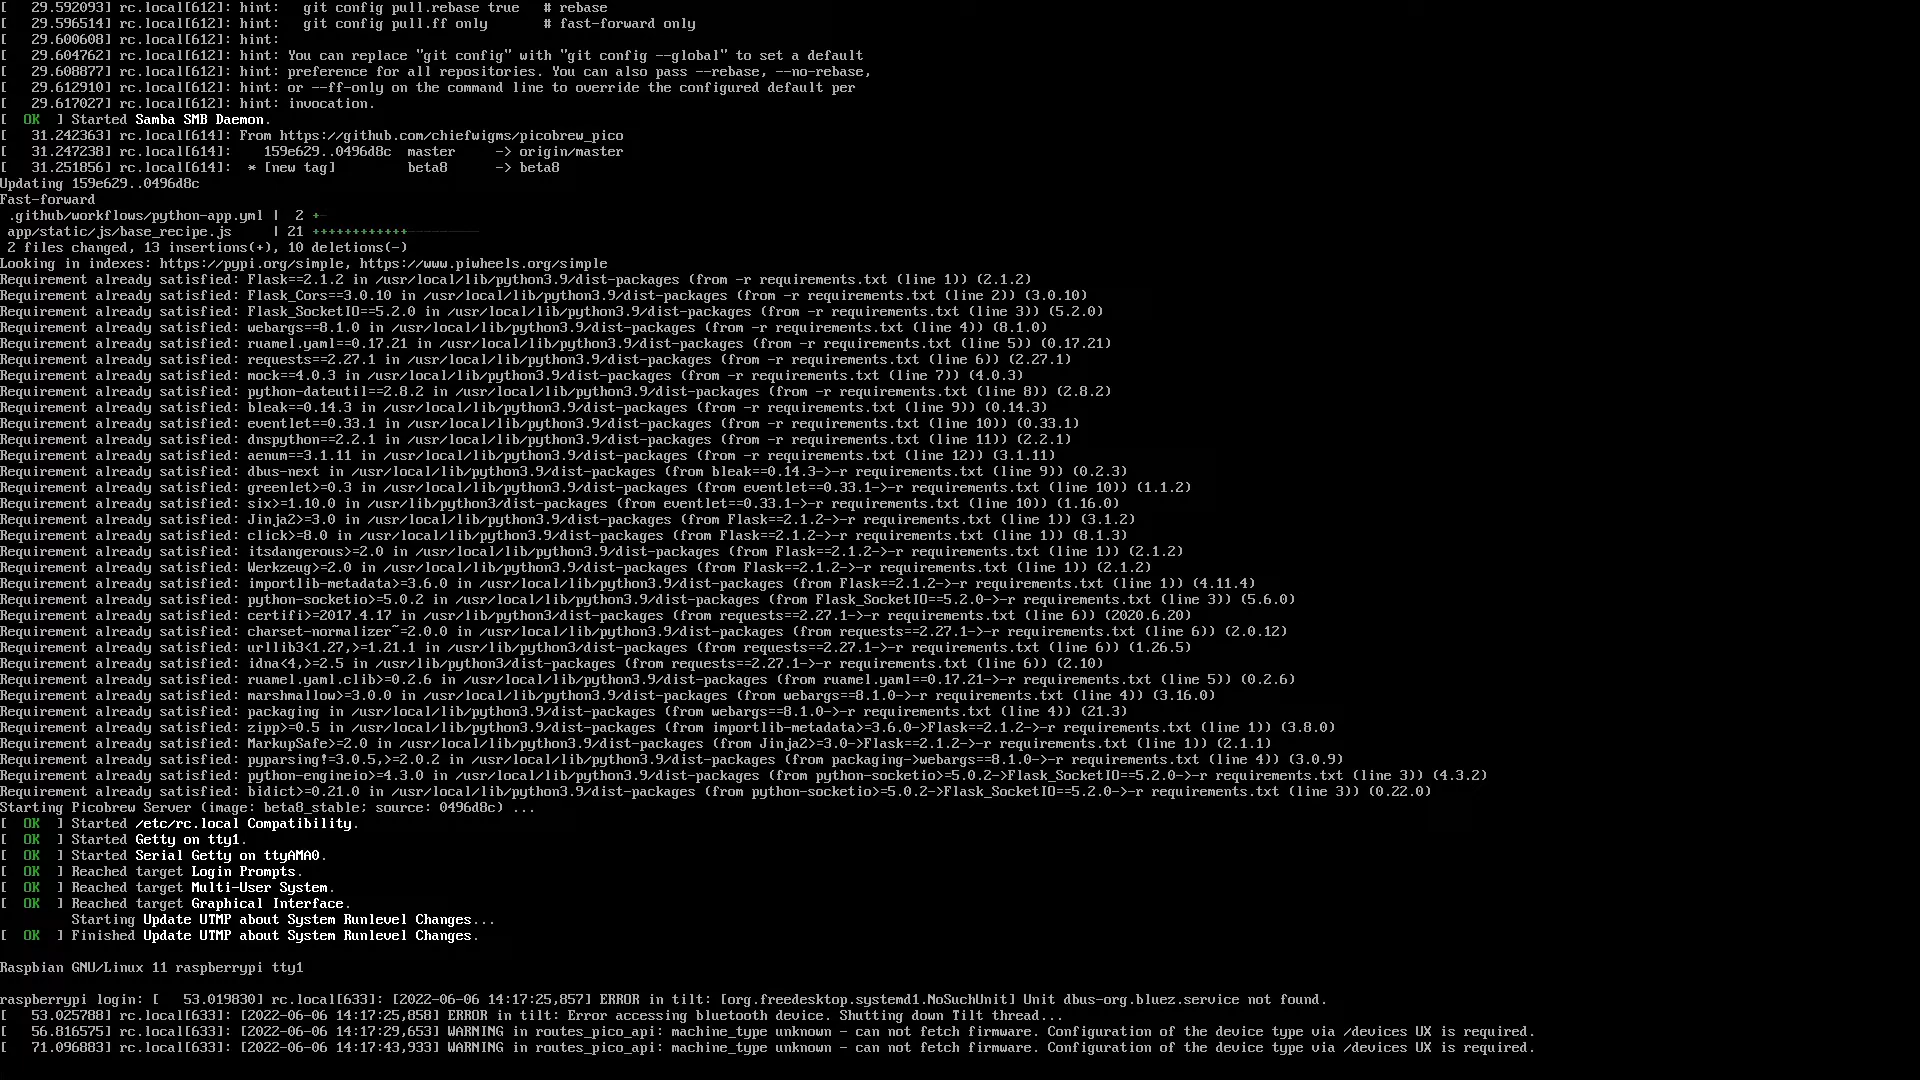 [   29.592093] rc.local[612]: hint:   git config pull.rebase true   # rebase
[   29.596514] rc.local[612]: hint:   git config pull.ff only       # fast-forward only
[   29.600608] rc.local[612]: hint:
[   29.604762] rc.local[612]: hint: You can replace "git config" with "git config --global" to set a default
[   29.608877] rc.local[612]: hint: preference for all repositories. You can also pass --rebase, --no-rebase,
[   29.612910] rc.local[612]: hint: or --ff-only on the command line to override the configured default per
[   29.617027] rc.local[612]: hint: invocation.
[  OK  ] Started Samba SMB Daemon.
[   31.242363] rc.local[614]: From https://github.com/chiefwigms/picobrew_pico
[   31.247238] rc.local[614]:    159e629..0496d8c  master     -> origin/master
[   31.251856] rc.local[614]:  * [new tag]         beta8      -> beta8
Updating 159e629..0496d8c
Fast-forward
 .github/workflows/python-app.yml |  2 +-
 app/static/js/base_recipe.js     | 21 ++++++++++++---------
 2 files changed, 13 insertions(+), 10 deletions(-)
Looking in indexes: https://pypi.org/simple, https://www.piwheels.org/simple
Requirement already satisfied: Flask==2.1.2 in /usr/local/lib/python3.9/dist-packages (from -r requirements.txt (line 1)) (2.1.2)
Requirement already satisfied: Flask_Cors==3.0.10 in /usr/local/lib/python3.9/dist-packages (from -r requirements.txt (line 2)) (3.0.10)
Requirement already satisfied: Flask_SocketIO==5.2.0 in /usr/local/lib/python3.9/dist-packages (from -r requirements.txt (line 3)) (5.2.0)
Requirement already satisfied: webargs==8.1.0 in /usr/local/lib/python3.9/dist-packages (from -r requirements.txt (line 4)) (8.1.0)
Requirement already satisfied: ruamel.yaml==0.17.21 in /usr/local/lib/python3.9/dist-packages (from -r requirements.txt (line 5)) (0.17.21)
Requirement already satisfied: requests==2.27.1 in /usr/local/lib/python3.9/dist-packages (from -r requirements.txt (line 6)) (2.27.1)
Requirement already satisfied: mock==4.0.3 in /usr/local/lib/python3.9/dist-packages (from -r requirements.txt (line 7)) (4.0.3)
Requirement already satisfied: python-dateutil==2.8.2 in /usr/local/lib/python3.9/dist-packages (from -r requirements.txt (line 8)) (2.8.2)
Requirement already satisfied: bleak==0.14.3 in /usr/local/lib/python3.9/dist-packages (from -r requirements.txt (line 9)) (0.14.3)
Requirement already satisfied: eventlet==0.33.1 in /usr/local/lib/python3.9/dist-packages (from -r requirements.txt (line 10)) (0.33.1)
Requirement already satisfied: dnspython==2.2.1 in /usr/local/lib/python3.9/dist-packages (from -r requirements.txt (line 11)) (2.2.1)
Requirement already satisfied: aenum==3.1.11 in /usr/local/lib/python3.9/dist-packages (from -r requirements.txt (line 12)) (3.1.11)
Requirement already satisfied: dbus-next in /usr/local/lib/python3.9/dist-packages (from bleak==0.14.3->-r requirements.txt (line 9)) (0.2.3)
Requirement already satisfied: greenlet>=0.3 in /usr/local/lib/python3.9/dist-packages (from eventlet==0.33.1->-r requirements.txt (line 10)) (1.1.2)
Requirement already satisfied: six>=1.10.0 in /usr/lib/python3/dist-packages (from eventlet==0.33.1->-r requirements.txt (line 10)) (1.16.0)
Requirement already satisfied: Jinja2>=3.0 in /usr/local/lib/python3.9/dist-packages (from Flask==2.1.2->-r requirements.txt (line 1)) (3.1.2)
Requirement already satisfied: click>=8.0 in /usr/local/lib/python3.9/dist-packages (from Flask==2.1.2->-r requirements.txt (line 1)) (8.1.3)
Requirement already satisfied: itsdangerous>=2.0 in /usr/local/lib/python3.9/dist-packages (from Flask==2.1.2->-r requirements.txt (line 1)) (2.1.2)
Requirement already satisfied: Werkzeug>=2.0 in /usr/local/lib/python3.9/dist-packages (from Flask==2.1.2->-r requirements.txt (line 1)) (2.1.2)
Requirement already satisfied: importlib-metadata>=3.6.0 in /usr/local/lib/python3.9/dist-packages (from Flask==2.1.2->-r requirements.txt (line 1)) (4.11.4)
Requirement already satisfied: python-socketio>=5.0.2 in /usr/local/lib/python3.9/dist-packages (from Flask_SocketIO==5.2.0->-r requirements.txt (line 3)) (5.6.0)
Requirement already satisfied: certifi>=2017.4.17 in /usr/lib/python3/dist-packages (from requests==2.27.1->-r requirements.txt (line 6)) (2020.6.20)
Requirement already satisfied: charset-normalizer~=2.0.0 in /usr/local/lib/python3.9/dist-packages (from requests==2.27.1->-r requirements.txt (line 6)) (2.0.12)
Requirement already satisfied: urllib3<1.27,>=1.21.1 in /usr/lib/python3/dist-packages (from requests==2.27.1->-r requirements.txt (line 6)) (1.26.5)
Requirement already satisfied: idna<4,>=2.5 in /usr/lib/python3/dist-packages (from requests==2.27.1->-r requirements.txt (line 6)) (2.10)
Requirement already satisfied: ruamel.yaml.clib>=0.2.6 in /usr/local/lib/python3.9/dist-packages (from ruamel.yaml==0.17.21->-r requirements.txt (line 5)) (0.2.6)
Requirement already satisfied: marshmallow>=3.0.0 in /usr/local/lib/python3.9/dist-packages (from webargs==8.1.0->-r requirements.txt (line 4)) (3.16.0)
Requirement already satisfied: packaging in /usr/local/lib/python3.9/dist-packages (from webargs==8.1.0->-r requirements.txt (line 4)) (21.3)
Requirement already satisfied: zipp>=0.5 in /usr/local/lib/python3.9/dist-packages (from importlib-metadata>=3.6.0->Flask==2.1.2->-r requirements.txt (line 1)) (3.8.0)
Requirement already satisfied: MarkupSafe>=2.0 in /usr/local/lib/python3.9/dist-packages (from Jinja2>=3.0->Flask==2.1.2->-r requirements.txt (line 1)) (2.1.1)
Requirement already satisfied: pyparsing!=3.0.5,>=2.0.2 in /usr/local/lib/python3.9/dist-packages (from packaging->webargs==8.1.0->-r requirements.txt (line 4)) (3.0.9)
Requirement already satisfied: python-engineio>=4.3.0 in /usr/local/lib/python3.9/dist-packages (from python-socketio>=5.0.2->Flask_SocketIO==5.2.0->-r requirements.txt (line 3)) (4.3.2)
Requirement already satisfied: bidict>=0.21.0 in /usr/local/lib/python3.9/dist-packages (from python-socketio>=5.0.2->Flask_SocketIO==5.2.0->-r requirements.txt (line 3)) (0.22.0)
Starting Picobrew Server (image: beta8_stable; source: 0496d8c) ...
[  OK  ] Started /etc/rc.local Compatibility.
[  OK  ] Started Getty on tty1.
[  OK  ] Started Serial Getty on ttyAMA0.
[  OK  ] Reached target Login Prompts.
[  OK  ] Reached target Multi-User System.
[  OK  ] Reached target Graphical Interface.
         Starting Update UTMP about System Runlevel Changes...
[  OK  ] Finished Update UTMP about System Runlevel Changes.
Raspbian GNU/Linux 11 raspberrypi tty1
raspberrypi login: [   53.019830] rc.local[633]: [2022-06-06 14:17:25,857] ERROR in tilt: [org.freedesktop.systemd1.NoSuchUnit] Unit dbus-org.bluez.service not found.
[   53.025788] rc.local[633]: [2022-06-06 14:17:25,858] ERROR in tilt: Error accessing bluetooth device. Shutting down Tilt thread...
[   56.816575] rc.local[633]: [2022-06-06 14:17:29,653] WARNING in routes_pico_api: machine_type unknown - can not fetch firmware. Configuration of the device type via /devices UX is required.
[   71.096883] rc.local[633]: [2022-06-06 14:17:43,933] WARNING in routes_pico_api: machine_type unknown - can not fetch firmware. Configuration of the device type via /devices UX is required.